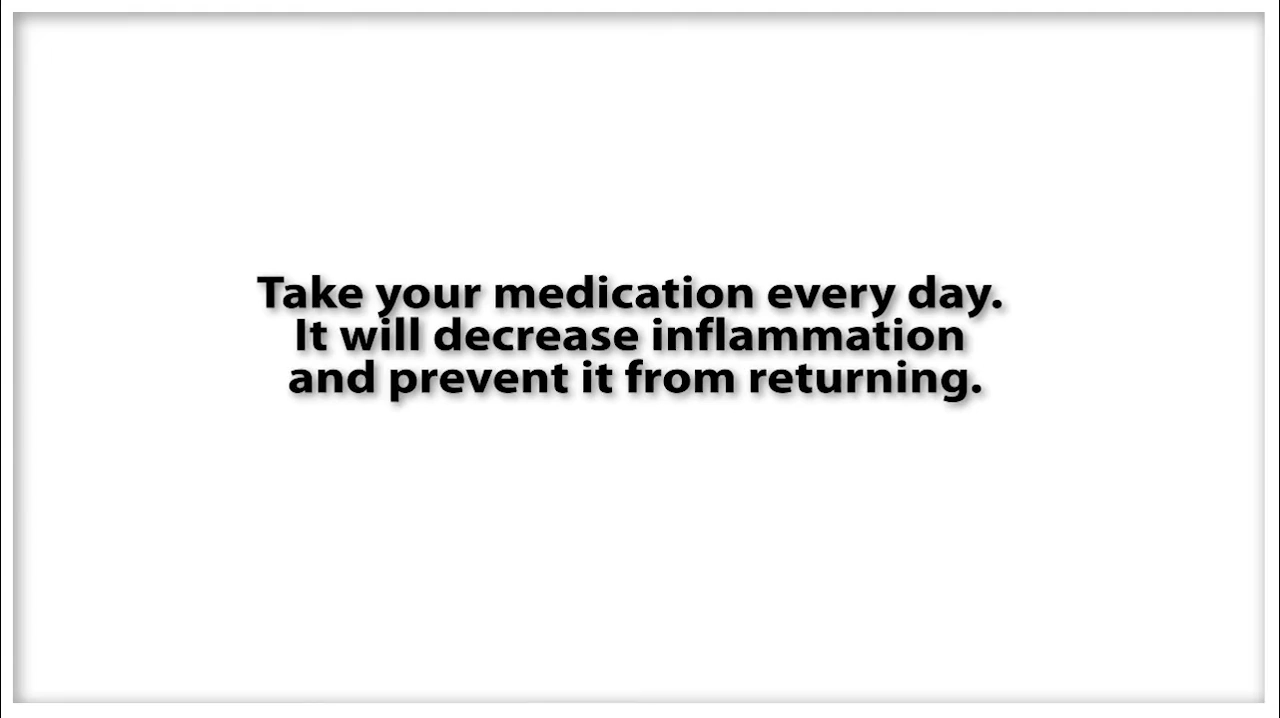 Take your medication every day.
It will decrease inflammation
and prevent it from returning.